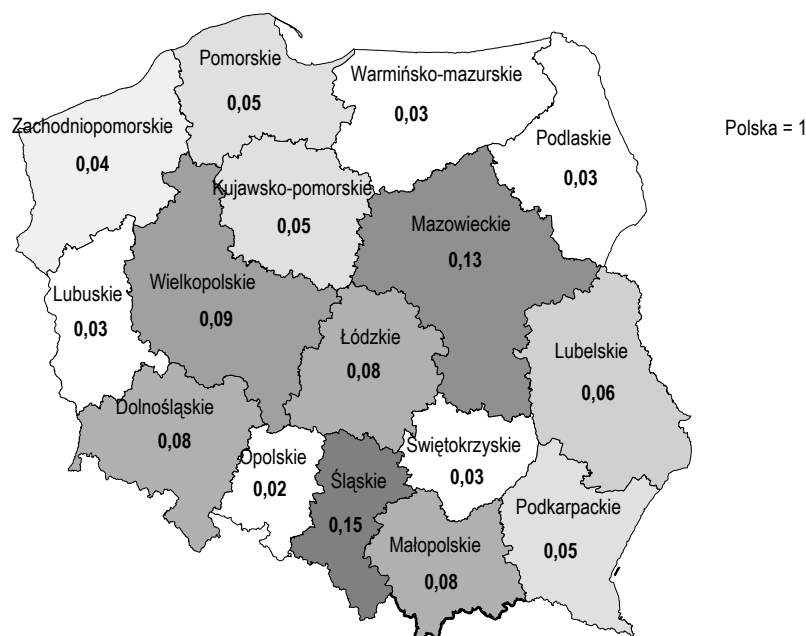 Pomorskie
0,05
Warmińsko-mazurskie
0,03
Zachodniopomorskie
0,04
Podlaskie
0,03
Polska = 1
Kujawsko-pomorskie
0,05
Mazowieckie
0,13
Wielkopolskie
0,09
Lubuskie
0,03
Łódzkie
0,08
Lubelskie
0,06
Dolnośląskie
0,08
Opolskie
0,02
Śląskie
0,15
Świętokrzyskie
0,03
Małopolskie
0,08
Podkarpackie
0,05